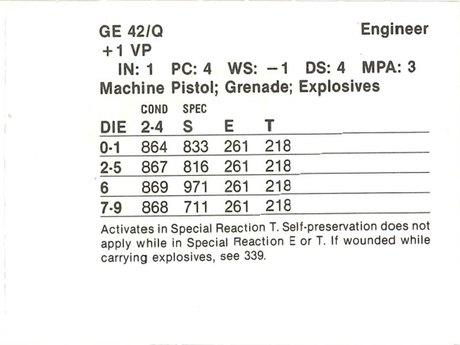 GE 42/Q Engineer
+1 VP
IN: 1 PC: 4 WS: −1 DS: 4 MPA: 3
Machine Pistol; Grenade; Explosives
COND SPEC
DIE 2-4 S E T
0-1 864 833 261 218
2-5 867 816 261 218
6 869 971 261 218
7-9 868 711 261 218
Activates in Special Reaction T. Self-preservation does not
apply while in Special Reaction E or T. If wounded while
carrying explosives, see 339.